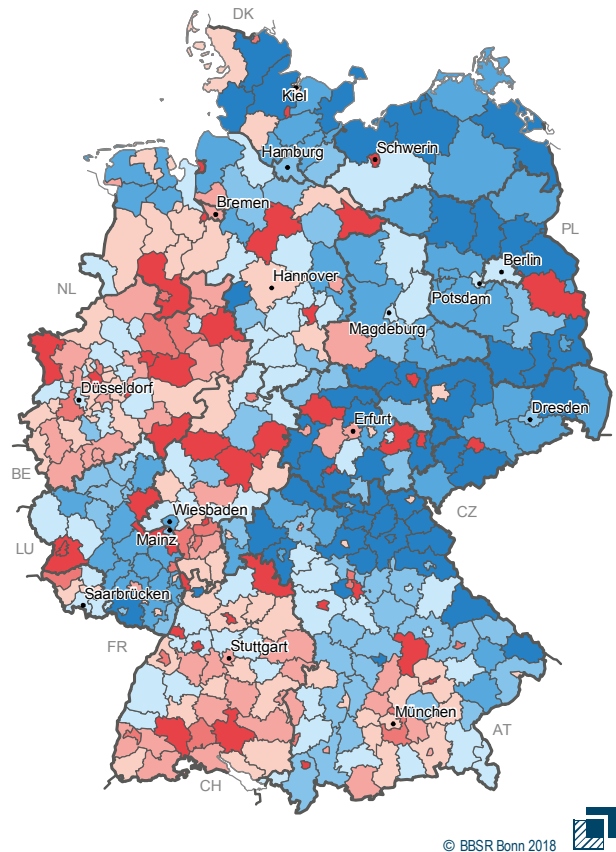 DK
Kiel
Hamburg
Schwerin
Bremen
PL
Berlin
Hannover
NL
Potsdam
Magdeburg
Düsseldorf
Dresden
Erfurt
BE
Wiesbaden
CZ
Mainz
LU
Saarbrücken
FR
Stuttgart
München
AT
CH
© BBSR Bonn 2018